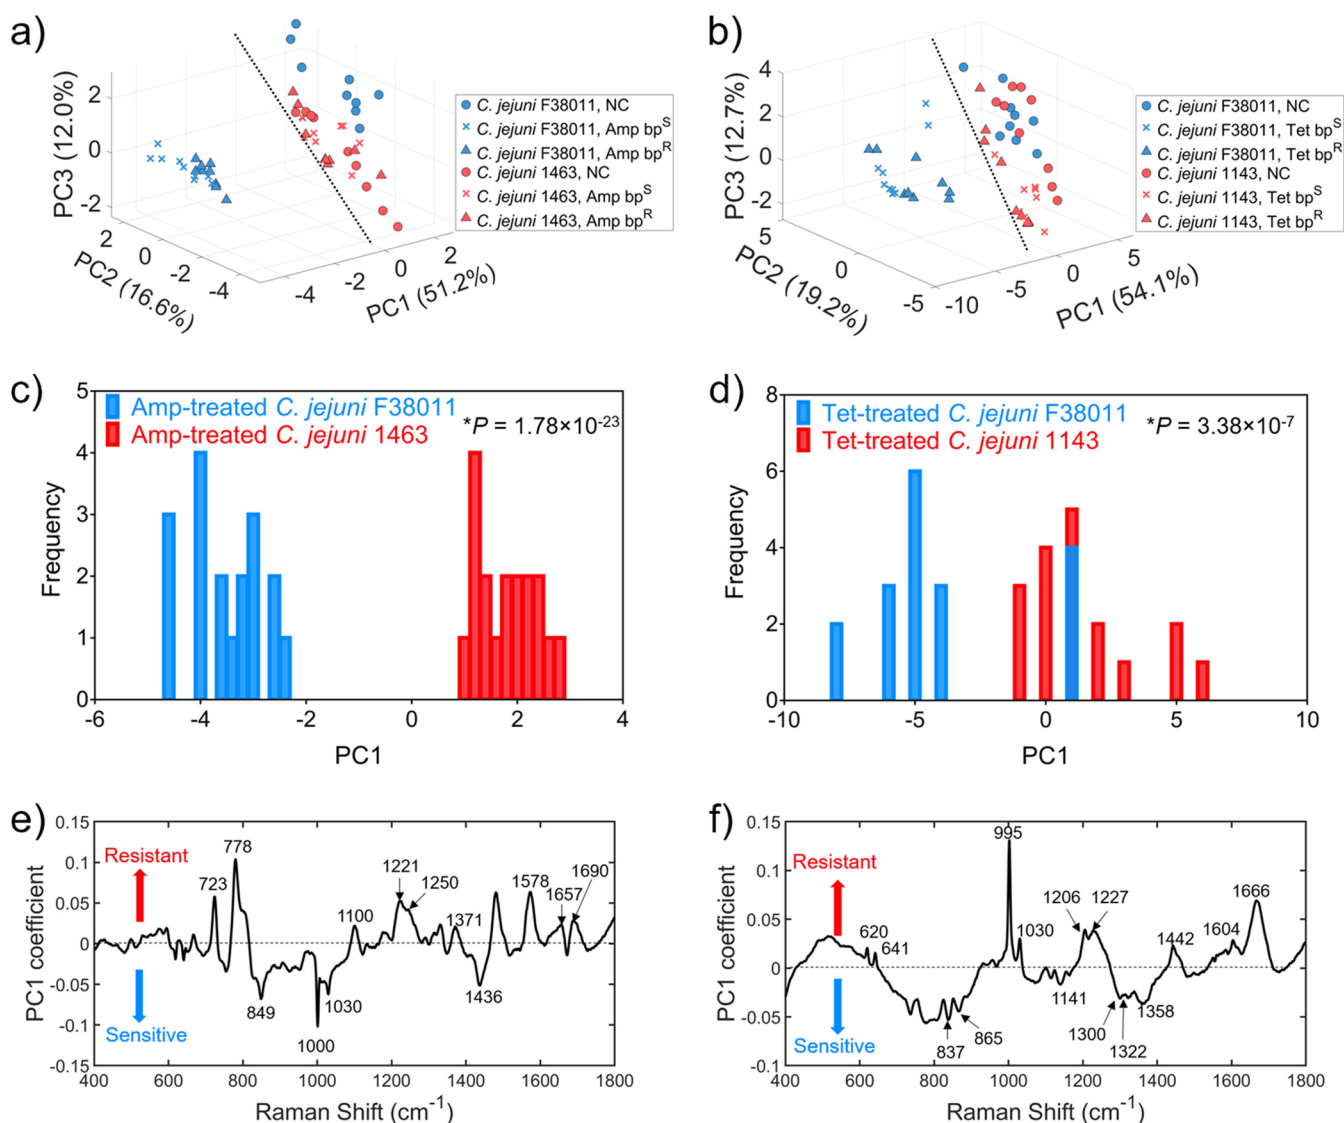 a)
PC3 (12.0%)
2
0
-2
2
0
-2
-4
PC2 (16.6%)
-4
-2
0
2
PC1 (51.2%)
C. jejuni F38011, NC
C. jejuni F38011, Amp bpS
C. jejuni F38011, Amp bpR
C. jejuni 1463, NC
C. jejuni 1463, Amp bpS
C. jejuni 1463, Amp bpR
b)
PC3 (12.7%)
4
2
0
-2
5
0
-5
PC2 (19.2%)
-10
-5
0
5
PC1 (54.1%)
C. jejuni F38011, NC
C. jejuni F38011, Tet bpS
C. jejuni F38011, Tet bpR
C. jejuni 1143, NC
C. jejuni 1143, Tet bpS
C. jejuni 1143, Tet bpR
c)
Amp-treated C. jejuni F38011
Amp-treated C. jejuni 1463
*P = 1.78×10-23
Frequency
5
4
3
2
1
0
-6 -4 -2 0 2 4
PC1
d)
Tet-treated C. jejuni F38011
Tet-treated C. jejuni 1143
*P = 3.38×10-7
Frequency
8
6
4
2
0
-10 -5 0 5 10
PC1
e)
PC1 coefficient
0.15
0.1
0.05
0
-0.05
-0.1
0.15
Resistant
Sensitive
723
778
849
1000
1030
1100
1221
1250
1371
1436
1578
1657
1690
400 600 800 1000 1200 1400 1600 1800
Raman Shift (cm-1)
f)
PC1 coefficient
0.15
0.1
0.05
0
-0.05
-0.1
Resistant
Sensitive
620
641
837
865
995
1030
1141
1206
1227
1300
1322
1358
1442
1604
1666
400 600 800 1000 1200 1400 1600 1800
Raman Shift (cm-1)